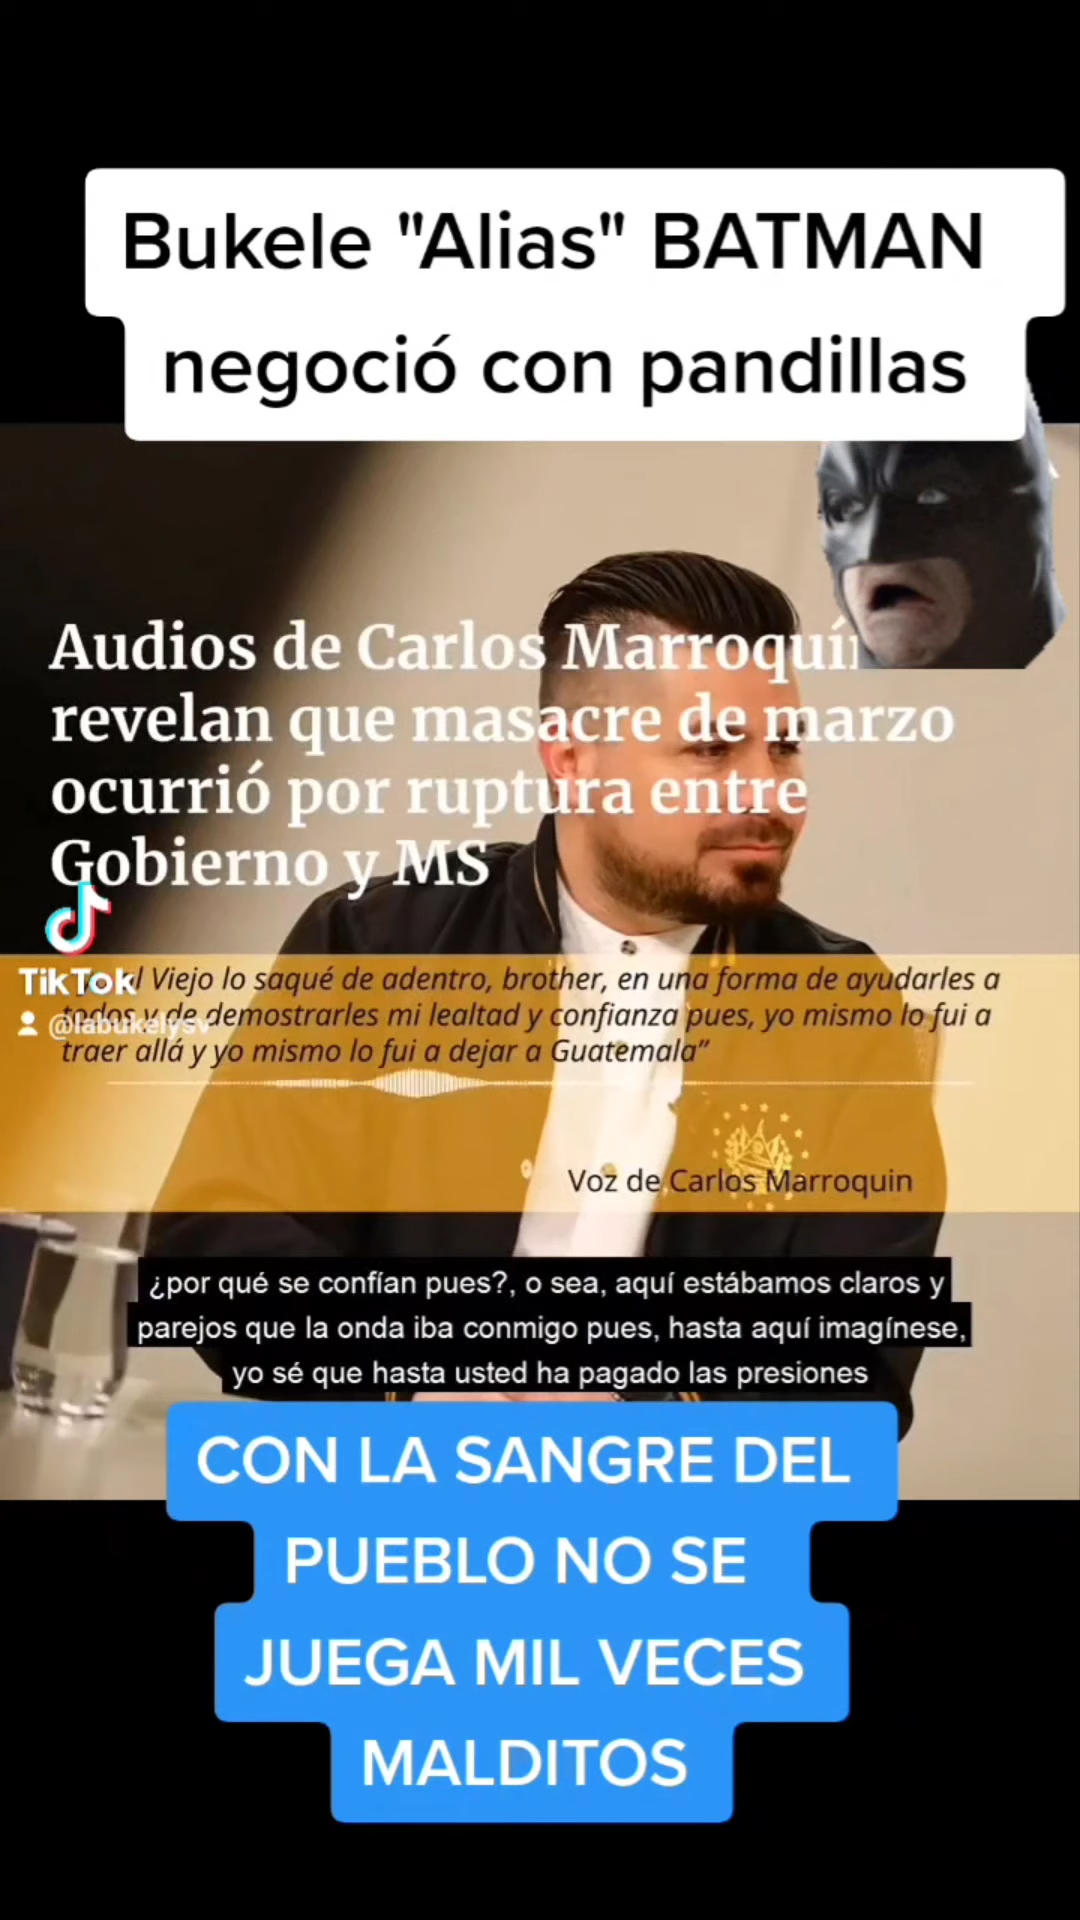 Bukele "Alias" BATMAN
negoció con pandillas
Audios de Carlos Marroquí
revelan que masacre de marzo
ocurrió por ruptura entre
Gobierno y MS
TikTok
l Viejo lo saqué de adentro, brother, en una forma de ayudarles a
@labukelysv
todos y de demostrarles mi lealtad y confianza pues, yo mismo lo fui a
traer allá y yo mismo lo fui a dejar a Guatemala”
Voz de Carlos Marroquin
¿por qué se confían pues?, o sea, aquí estábamos claros y
parejos que la onda iba conmigo pues, hasta aquí imagínese,
yo sé que hasta usted ha pagado las presiones
CON LA SANGRE DEL
PUEBLO NO SE
JUEGA MIL VECES
MALDITOS